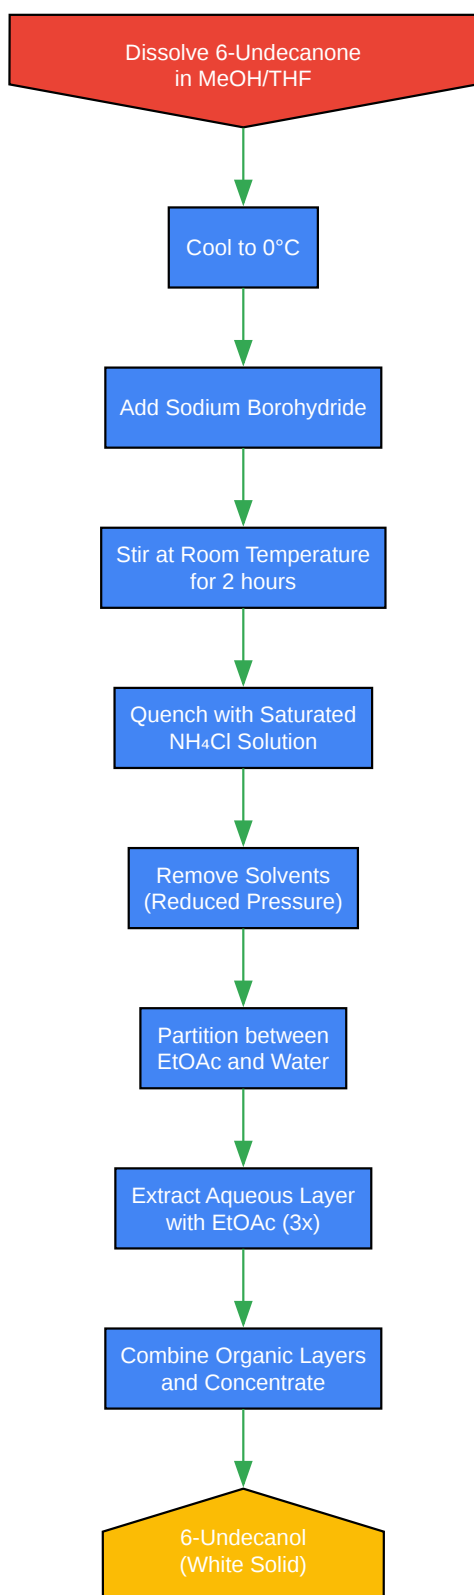 Dissolve 6-Undecanone
in MeOH/THF
Cool to 0°C
Add Sodium Borohydride
Stir at Room Temperature
for 2 hours
Quench with Saturated
NH₄Cl Solution
Remove Solvents
(Reduced Pressure)
Partition between
EtOAc and Water
Extract Aqueous Layer
with EtOAc (3x)
Combine Organic Layers
and Concentrate
6-Undecanol
(White Solid)